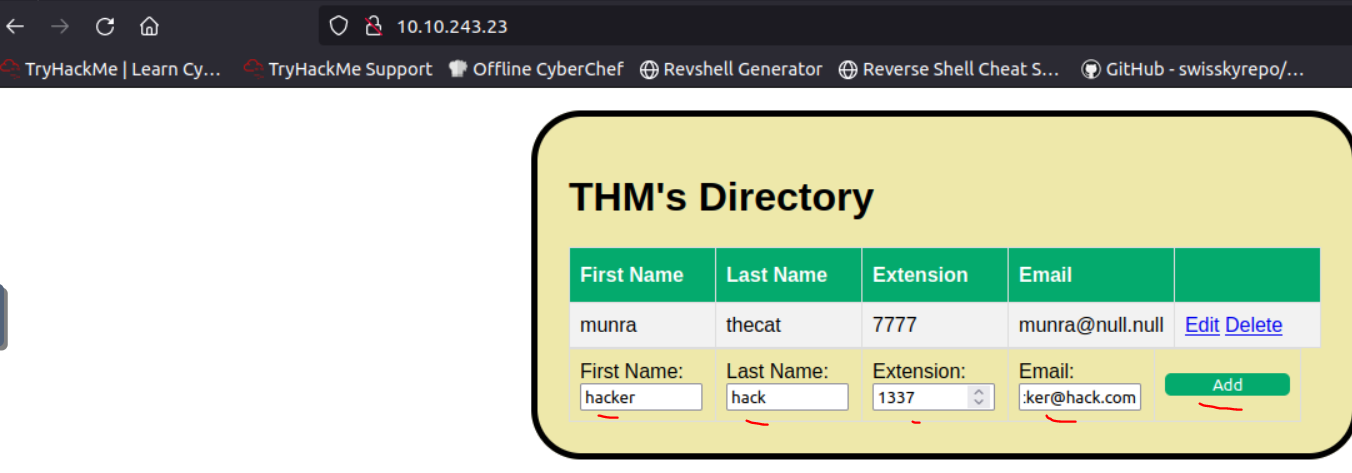 10.10.243.23
TryHackMe | Learn Cy... TryHackMe Support Offline CyberChef Revshell Generator Reverse Shell Cheat S... GitHub - swisskyrepo/...
THM's Directory
First Name Last Name Extension Email
munra thecat 7777 munra@null.null Edit Delete
First Name: Last Name: Extension: Email:
hacker hack 1337 :ker@hack.com Add